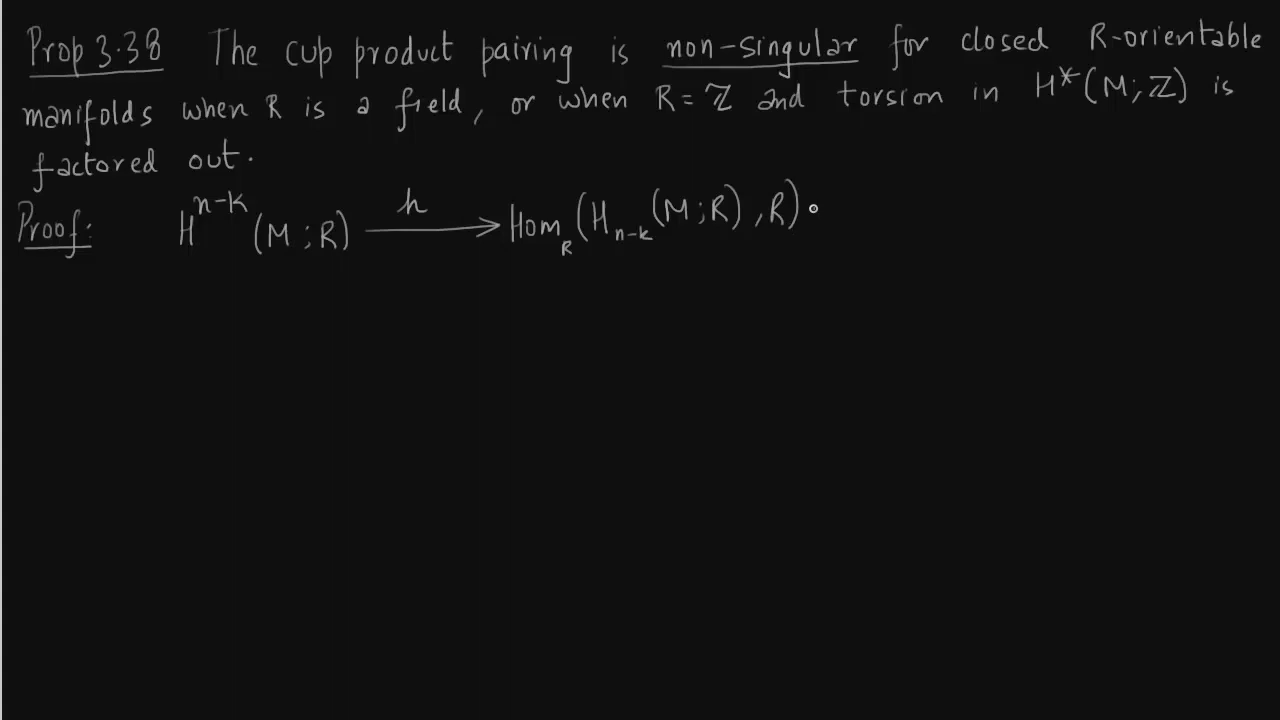 Prop 3.38 The cup product pairing is non-singular for closed R-orientable
manifolds when R is a field, or when R = ℤ and torsion in H*(M; ℤ) is
factored out.
Proof: H^{n-k}(M; R) \xrightarrow{h} Hom_R(H_{n-k}(M; R), R)